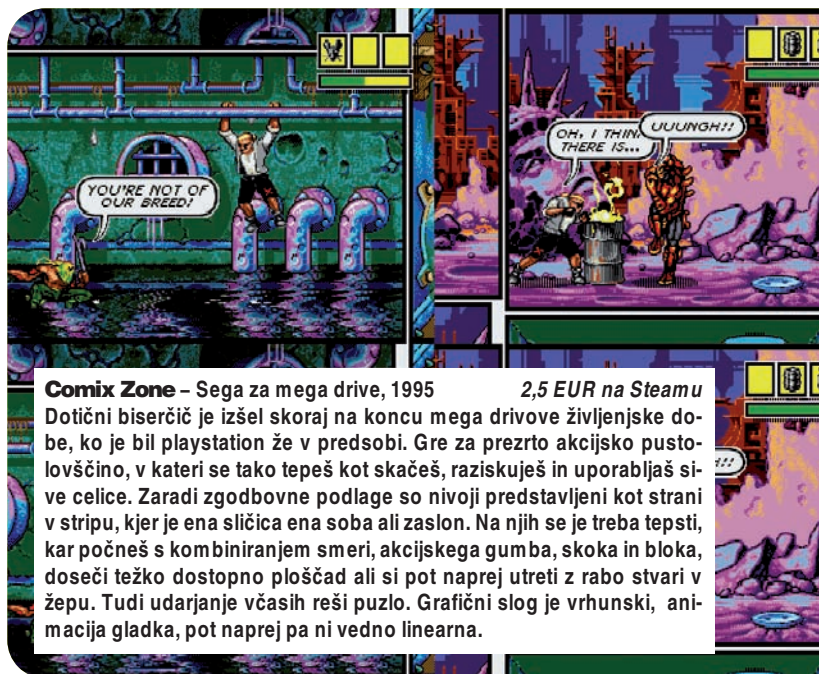 YOU'RE NOT OF
OUR BREED!
OH, I THIN
THERE IS...
UUUNGH!!
!!
Comix Zone – Sega za mega drive, 1995 2,5 EUR na Steamu
Dotični biserčič je izšel skoraj na koncu mega drivove življenjske do-
be, ko je bil playstation že v predsobi. Gre za prezrto akcijsko pusto-
lovščino, v kateri se tako tepeš kot skačeš, raziskuješ in uporabljaš si-
ve celice. Zaradi zgodbovne podlage so nivoji predstavljeni kot strani
v stripu, kjer je ena sličica ena soba ali zaslon. Na njih se je treba tepsti,
kar počneš s kombiniranjem smeri, akcijskega gumba, skoka in bloka,
doseči težko dostopno ploščad ali si pot naprej utreti z rabo stvari v
žepu. Tudi udarjanje včasih reši puzlo. Grafični slog je vrhunski, ani-
macija gladka, pot naprej pa ni vedno linearna.